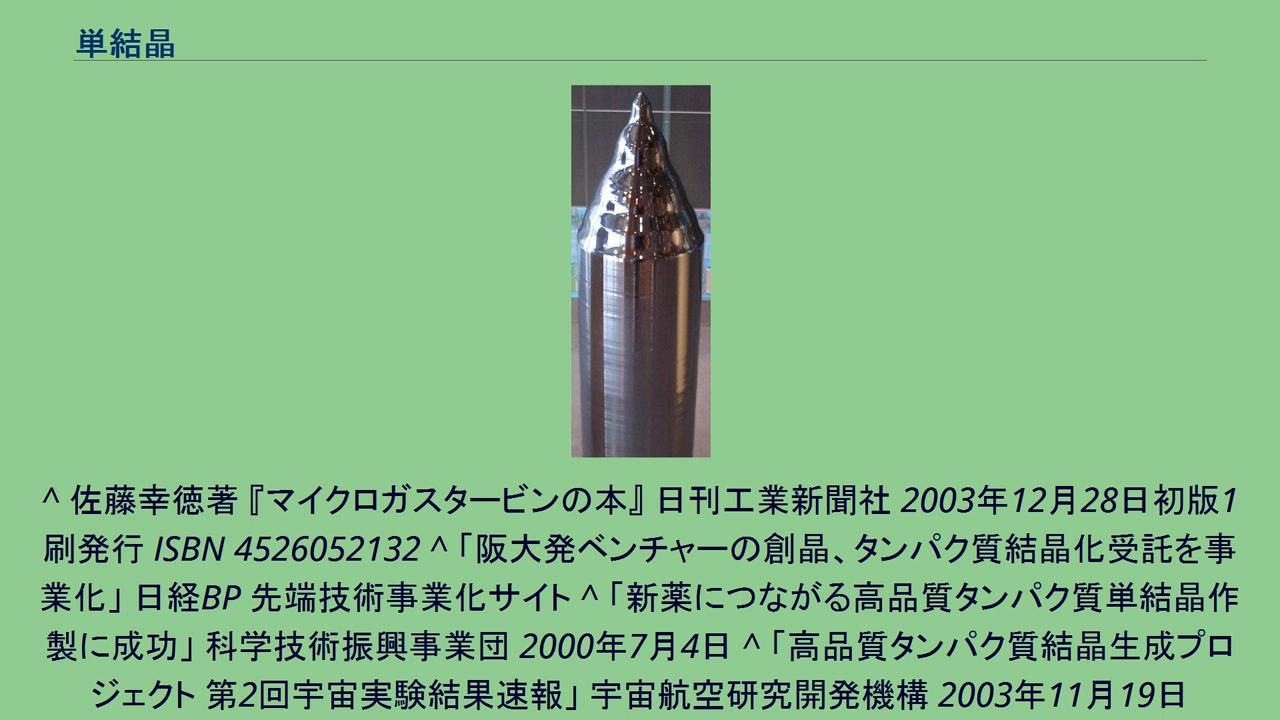 単結晶
^ 佐藤幸徳著『マイクロガスタービンの本』日刊工業新聞社 2003年12月28日初版1
刷発行 ISBN 4526052132 ^「阪大発ベンチャーの創晶、タンパク質結晶化受託を事
業化」日経BP 先端技術事業化サイト ^「新薬につながる高品質タンパク質単結晶作
製に成功」科学技術振興事業団 2000年7月4日 ^「高品質タンパク質結晶生成プロ
ジェクト 第2回宇宙実験結果速報」宇宙航空研究開発機構 2003年11月19日